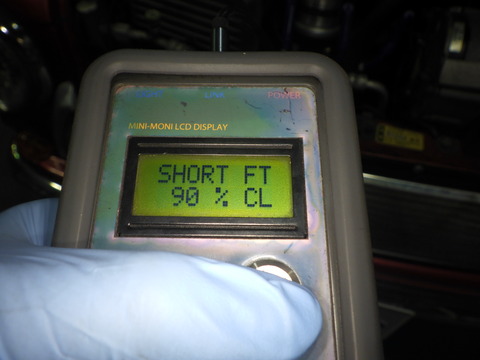 POWER
MINI-MONI LCD DISPLAY
SHORT FT
90 % CL